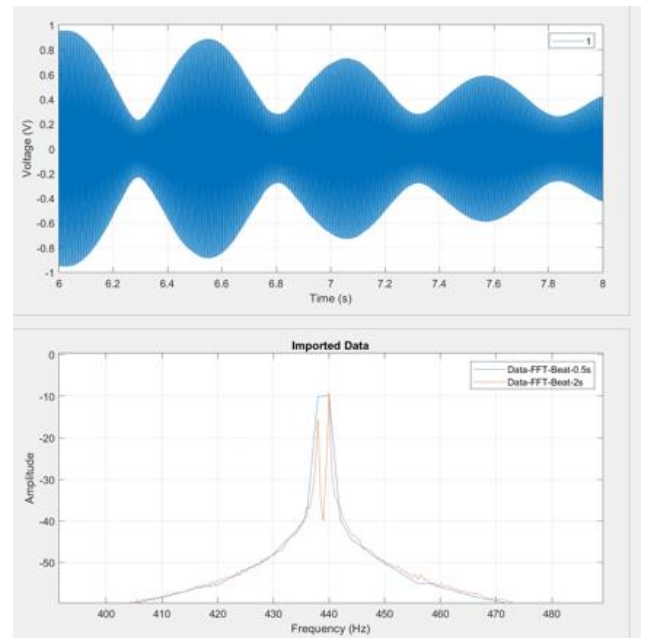 1
0.8
0.6
0.4
0.2
0
-0.2
-0.4
-0.6
-0.8
-1
Voltage (V)
1
6 6.2 6.4 6.6 6.8 7 7.2 7.4 7.6 7.8 8
Time (s)
Imported Data
0
-10
-20
-30
-40
-50
Amplitude
Data-FFT-Beat-0.5s
Data-FFT-Beat-2s
400 410 420 430 440 450 460 470 480
Frequency (Hz)